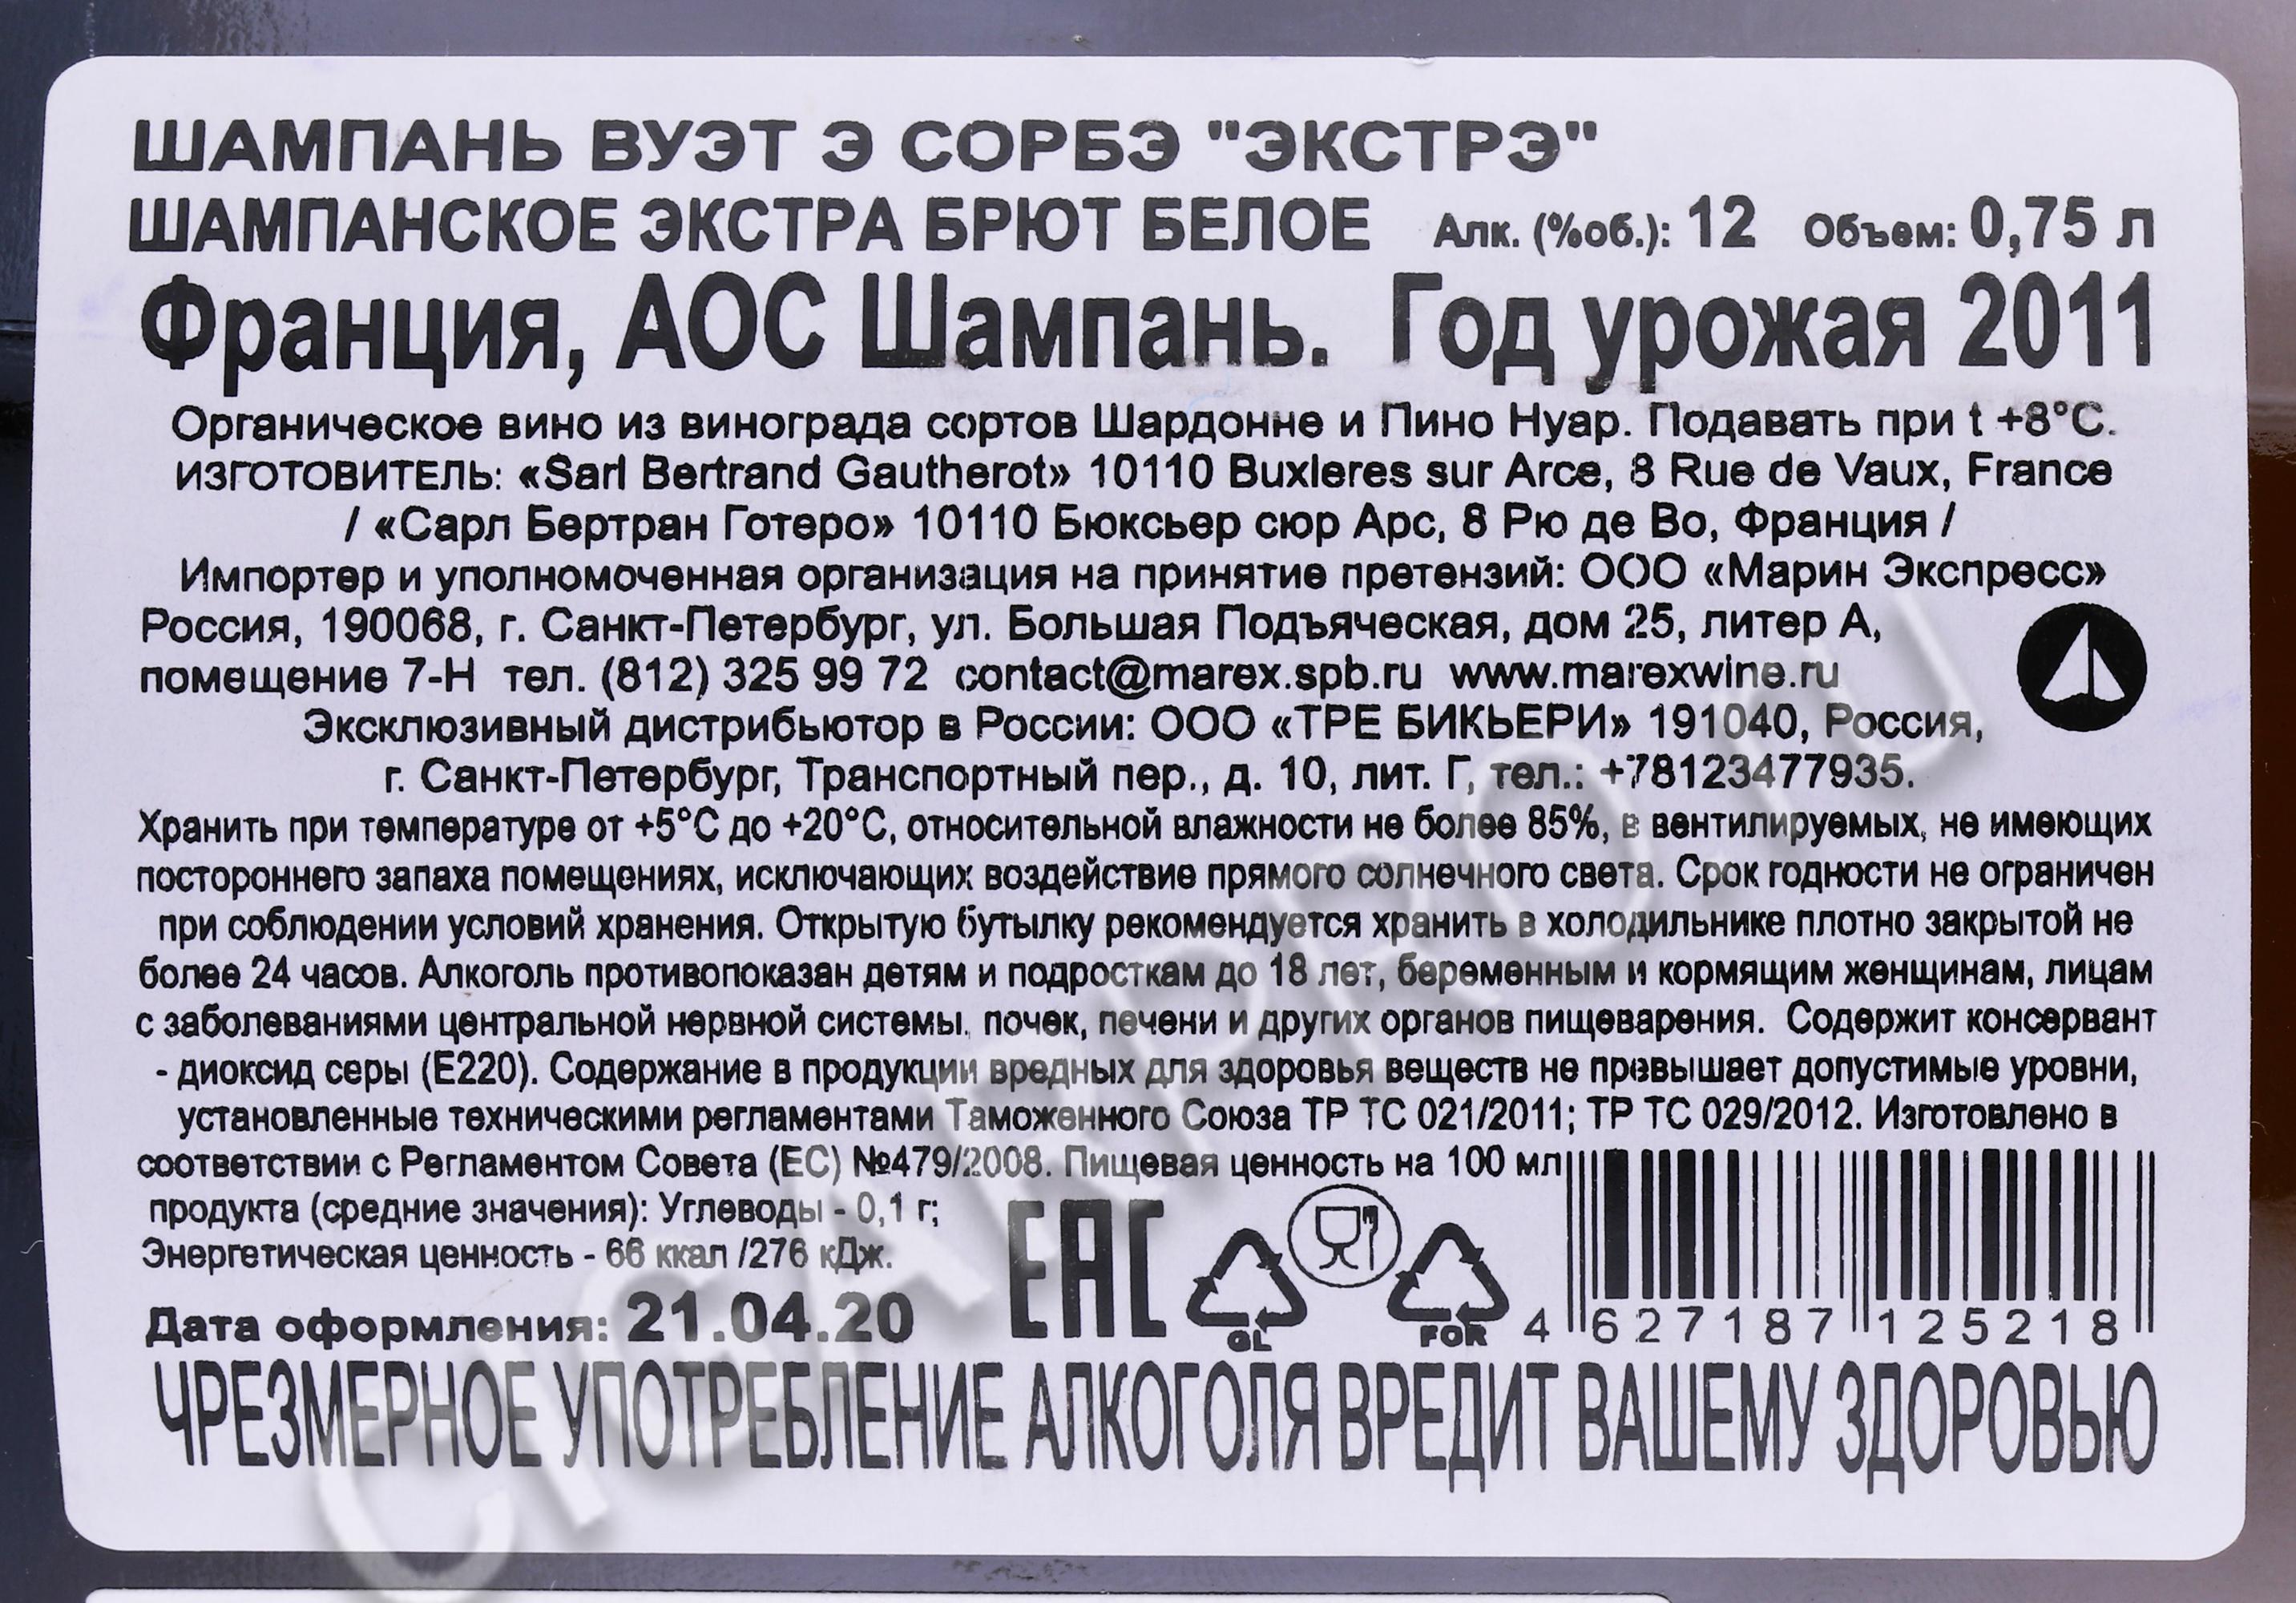 ШАМПАНЬ ВУЭТ Э СОРБЭ "ЭКСТРЭ"
ШАМПАНСКОЕ ЭКСТРА БРЮТ БЕЛОЕ Алк. (%об.): 12 Объем: 0,75 л
Франция, АОС Шампань. Год урожая 2011
Органическое вино из винограда сортов Шардонне и Пино Нуар. Подавать при t +8°С.
ИЗГОТОВИТЕЛЬ: «Sarl Bertrand Gautherot» 10110 Buxieres sur Arce, 8 Rue de Vaux, France
/ «Сарл Бертран Готеро» 10110 Бюксьер сюр Арс, 8 Рю де Во, Франция /
Импортер и уполномоченная организация на принятие претензий: ООО «Марин Экспресс»
Россия, 190068, г. Санкт-Петербург, ул. Большая Подъяческая, дом 25, литер А,
помещение 7-Н тел. (812) 325 99 72 contact@marex.spb.ru www.marexwine.ru
Эксклюзивный дистрибьютор в России: ООО «ТРЕ БИКЬЕРИ» 191040, Россия,
г. Санкт-Петербург, Транспортный пер., д. 10, лит. Г, тел.: +78123477935.
Хранить при температуре от +5°С до +20°С, относительной влажности не более 85%, в вентилируемых, не имеющих
постороннего запаха помещениях, исключающих воздействие прямого солнечного света. Срок годности не ограничен
при соблюдении условий хранения. Открытую бутылку рекомендуется хранить в холодильнике плотно закрытой не
более 24 часов. Алкоголь противопоказан детям и подросткам до 18 лет, беременным и кормящим женщинам, лицам
с заболеваниями центральной нервной системы, почек, печени и других органов пищеварения. Содержит консервант
- диоксид серы (Е220). Содержание в продукции вредных для здоровья веществ не превышает допустимые уровни,
установленные техническими регламентами Таможенного Союза ТР ТС 021/2011; ТР ТС 029/2012. Изготовлено в
соответствии с Регламентом Совета (ЕС) №479/2008. Пищевая ценность на 100 мл
продукта (средние значения): Углеводы - 0,1 г;
Энергетическая ценность - 66 ккал /276 кДж.
Дата оформления: 21.04.20
EAC
GL
FOR
4 627187 125218
ЧРЕЗМЕРНОЕ УПОТРЕБЛЕНИЕ АЛКОГОЛЯ ВРЕДИТ ВАШЕМУ ЗДОРОВЬЮ
CIGARPRO.ru